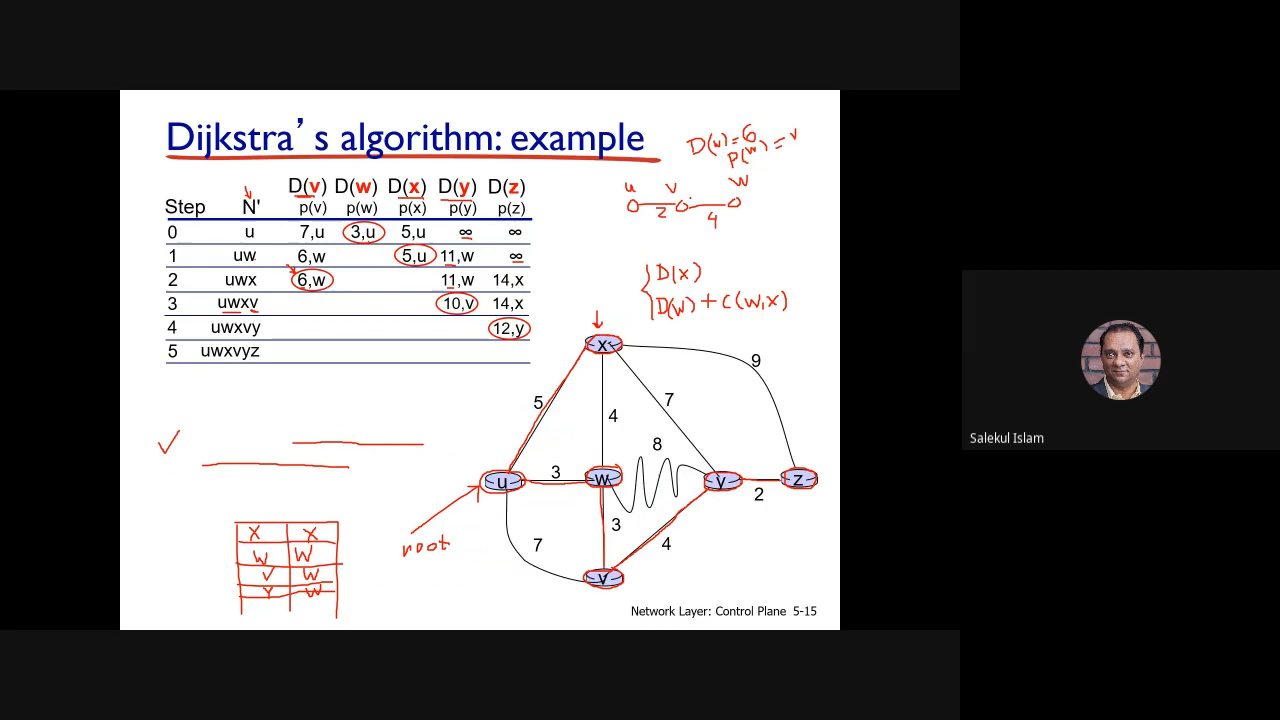 Dijkstra's algorithm: example
D(w)=6
p(w)=v
u v w
2 4
D(v) D(w) D(x) D(y) D(z)
Step N' p(v) p(w) p(x) p(y) p(z)
0 u 7,u 3,u 5,u ∞ ∞
1 uw 6,w 5,u 11,w ∞
2 uwx 6,w 11,w 14,x
3 uwxv 10,v 14,x
4 uwxvy 12,y
5 uwxvyz
D(x)
D(w)+c(w,x)
x
9
5 4 7
8
u 3 w y z
2
3
7 4
v
root
X X
W W
V W
Y W
Network Layer: Control Plane 5-15
Salekul Islam